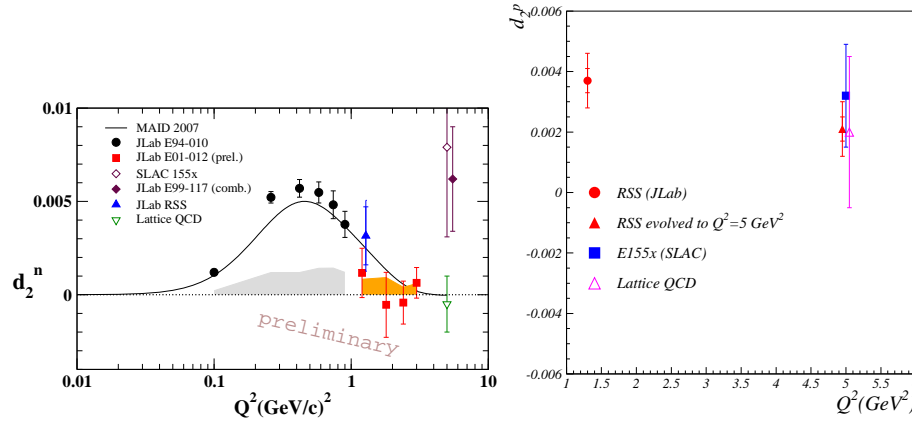 0.01
0.005
0
d₂ⁿ
MAID 2007
JLab E94-010
JLab E01-012 (prel.)
SLAC 155x
JLab E99-117 (comb.)
JLab RSS
Lattice QCD
preliminary
0.01 0.1 1 10
Q²(GeV/c)²
d₂ᵖ
0.006
0.004
0.002
0
-0.002
-0.004
-0.006
RSS (JLab)
RSS evolved to Q²=5 GeV²
E155x (SLAC)
Lattice QCD
1 1.5 2 2.5 3 3.5 4 4.5 5 5.5 6
Q²(GeV²)